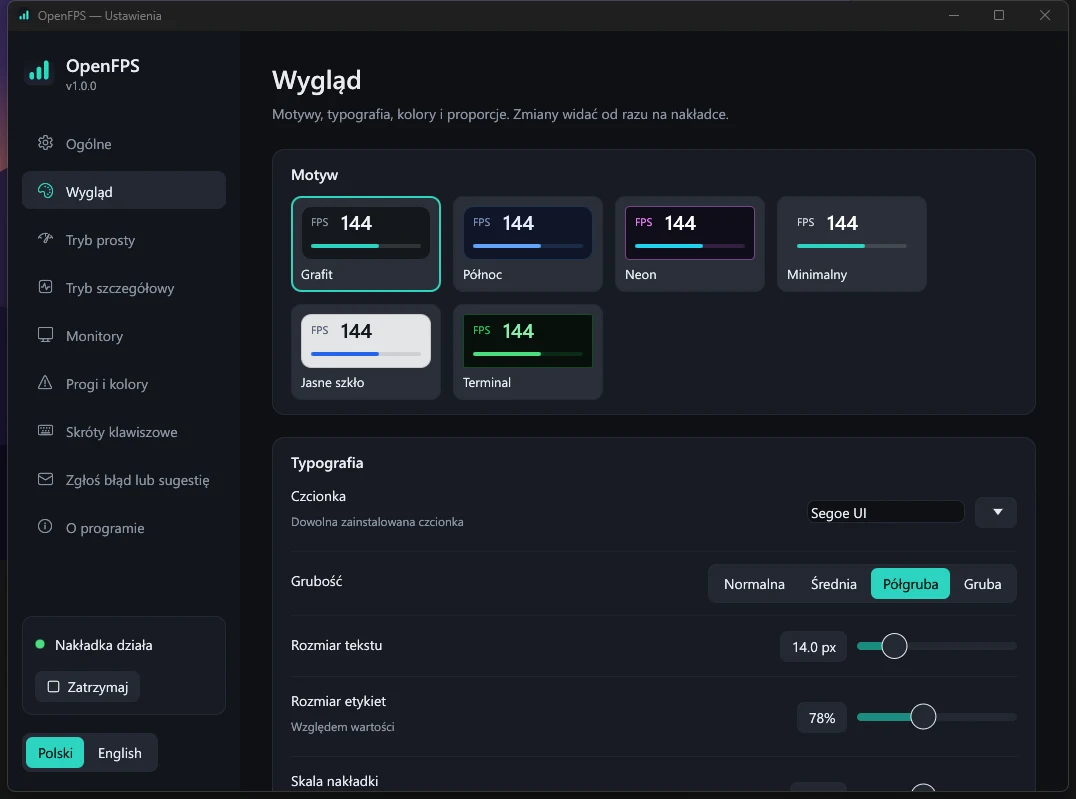 OpenFPS — Ustawienia
OpenFPS
v1.0.0
Ogólne
Wygląd
Tryb prosty
Tryb szczegółowy
Monitory
Progi i kolory
Skróty klawiszowe
Zgłoś błąd lub sugestię
O programie
Nakładka działa
Zatrzymaj
Polski English
Wygląd
Motywy, typografia, kolory i proporcje. Zmiany widać od razu na nakładce.
Motyw
FPS 144
Grafit
FPS 144
Północ
FPS 144
Neon
FPS 144
Minimalny
FPS 144
Jasne szkło
FPS 144
Terminal
Typografia
Czcionka
Dowolna zainstalowana czcionka
Segoe UI
Grubość
Normalna Średnia Półgruba Gruba
Rozmiar tekstu
14.0 px
Rozmiar etykiet
Względem wartości
78%
Skala nakładki